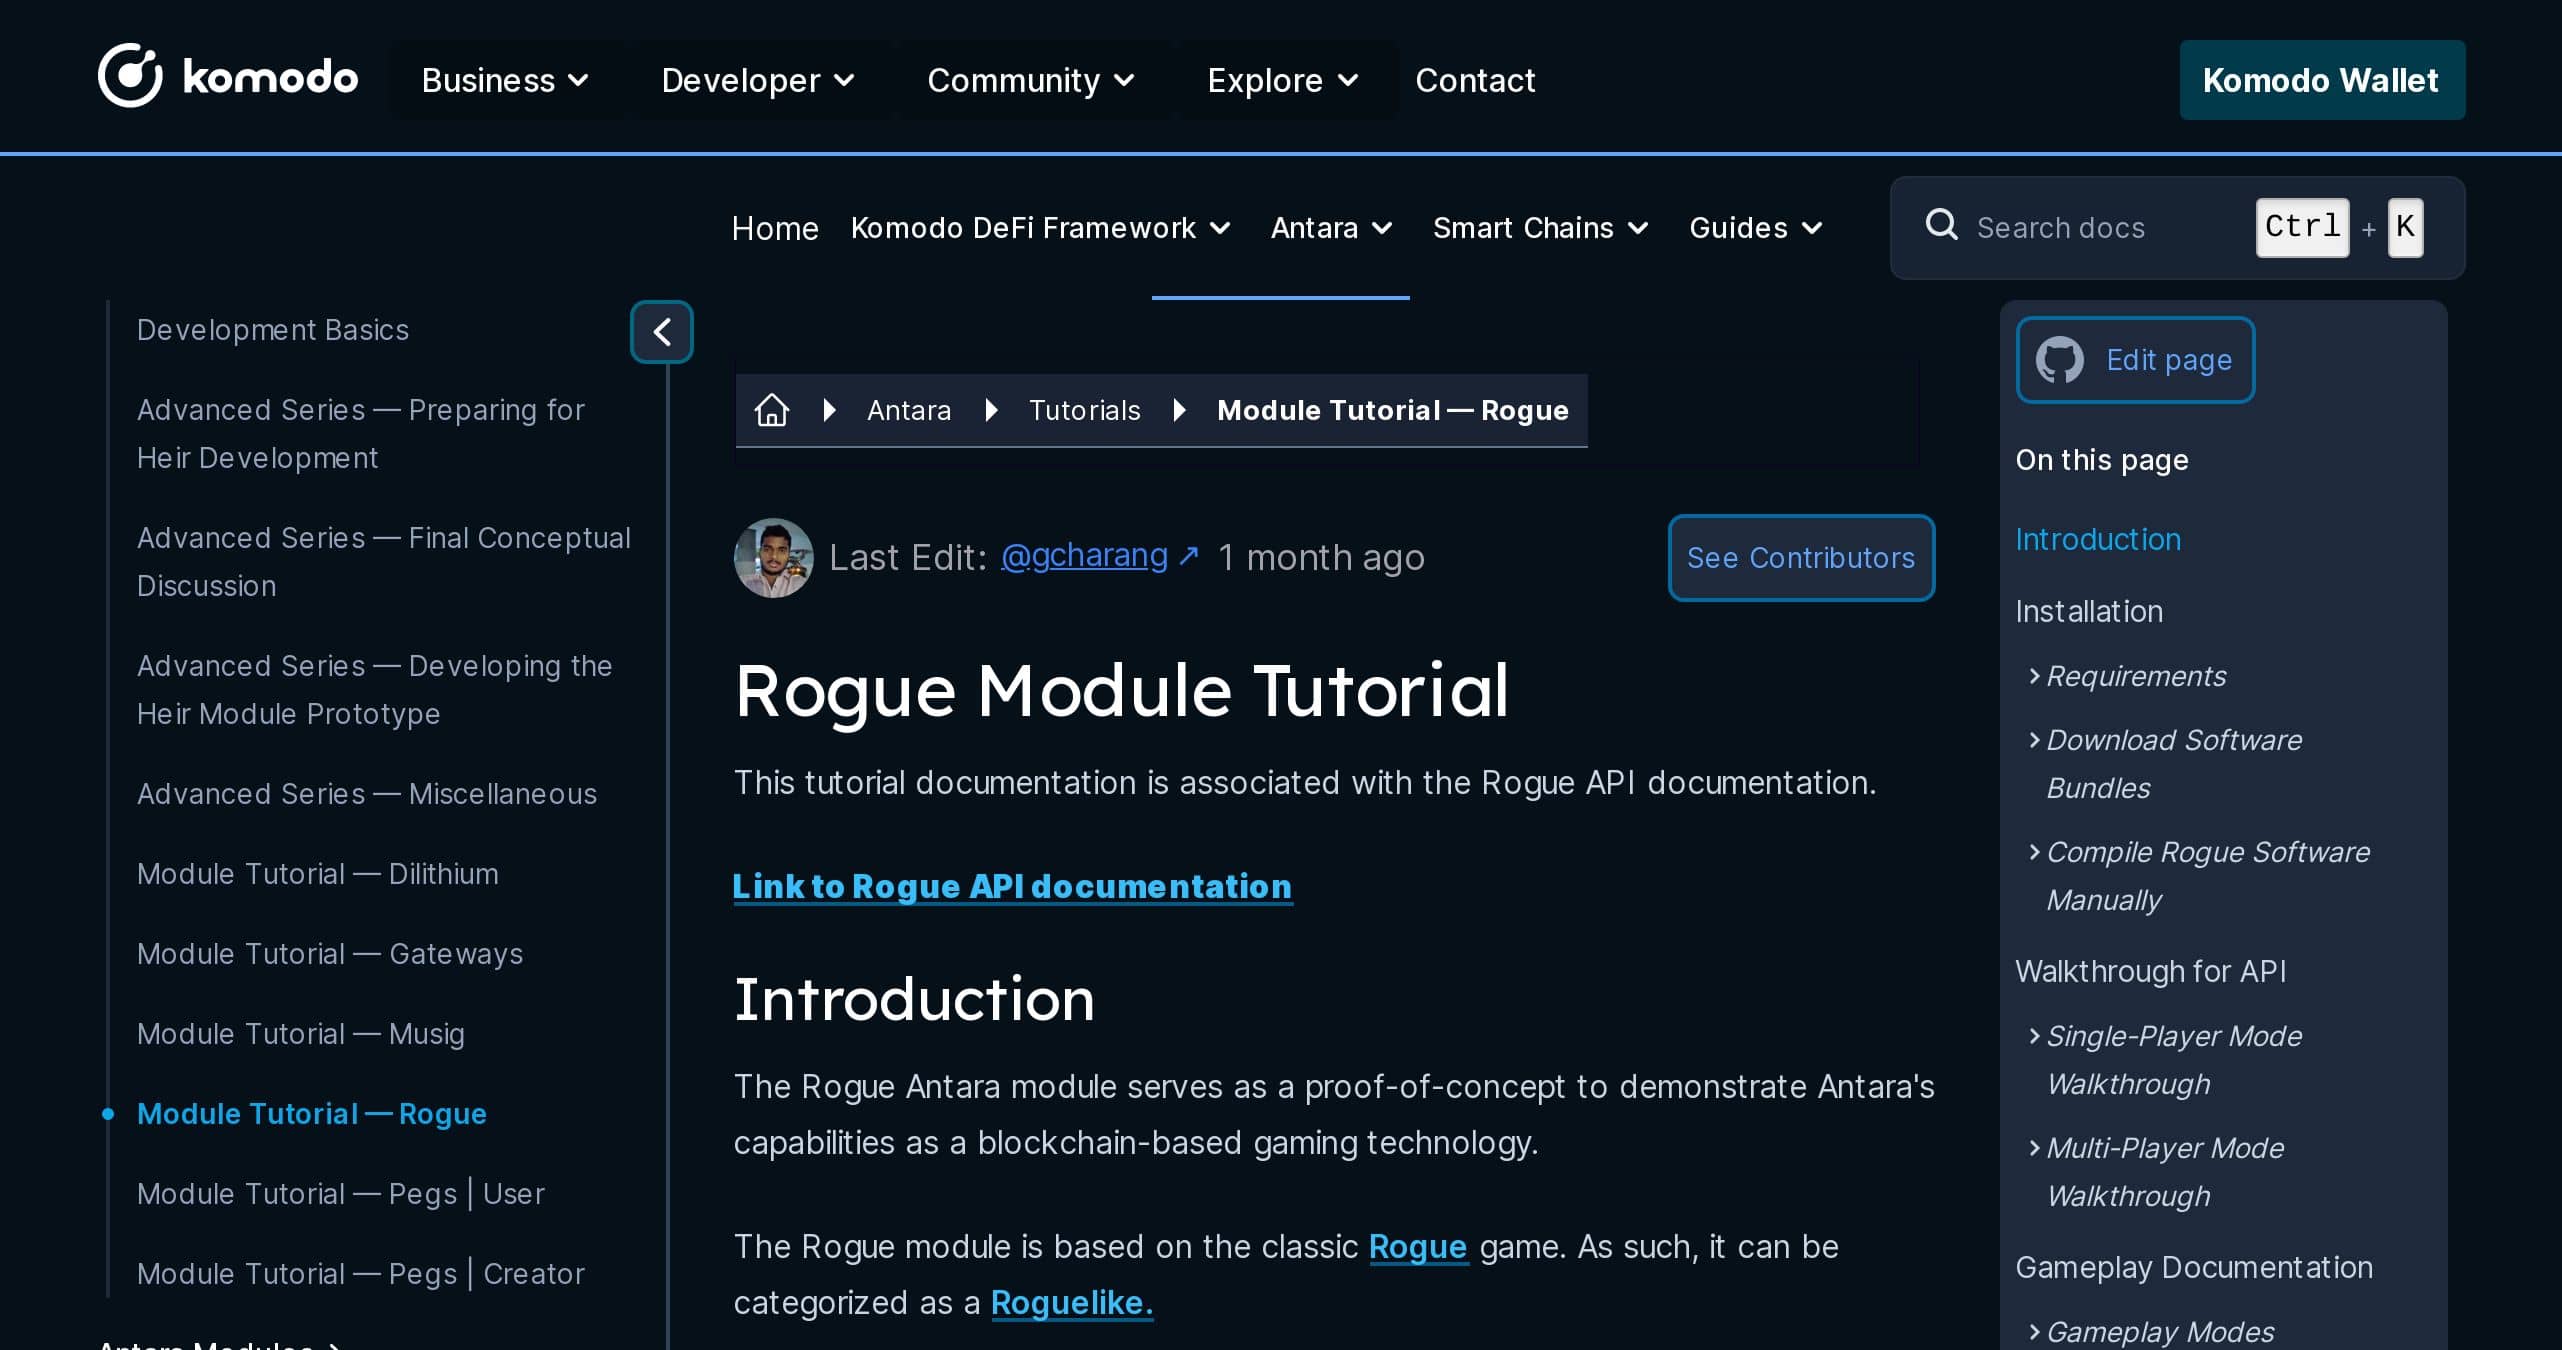 komodo
Business
Developer
Community
Explore
Contact
Komodo Wallet
Home
Komodo DeFi Framework
Antara
Smart Chains
Guides
Search docs
Ctrl + K
Development Basics
Advanced Series — Preparing for
Heir Development
Advanced Series — Final Conceptual
Discussion
Advanced Series — Developing the
Heir Module Prototype
Advanced Series — Miscellaneous
Module Tutorial — Dilithium
Module Tutorial — Gateways
Module Tutorial — Musig
Module Tutorial — Rogue
Module Tutorial — Pegs | User
Module Tutorial — Pegs | Creator
Antara Modules
Antara
Tutorials
Module Tutorial — Rogue
Last Edit: @gcharang ↗ 1 month ago
See Contributors
Rogue Module Tutorial
This tutorial documentation is associated with the Rogue API documentation.
Link to Rogue API documentation
Introduction
The Rogue Antara module serves as a proof-of-concept to demonstrate Antara's
capabilities as a blockchain-based gaming technology.
The Rogue module is based on the classic Rogue game. As such, it can be
categorized as a Roguelike.
Edit page
On this page
Introduction
Installation
Requirements
Download Software
Bundles
Compile Rogue Software
Manually
Walkthrough for API
Single-Player Mode
Walkthrough
Multi-Player Mode
Walkthrough
Gameplay Documentation
Gameplay Modes